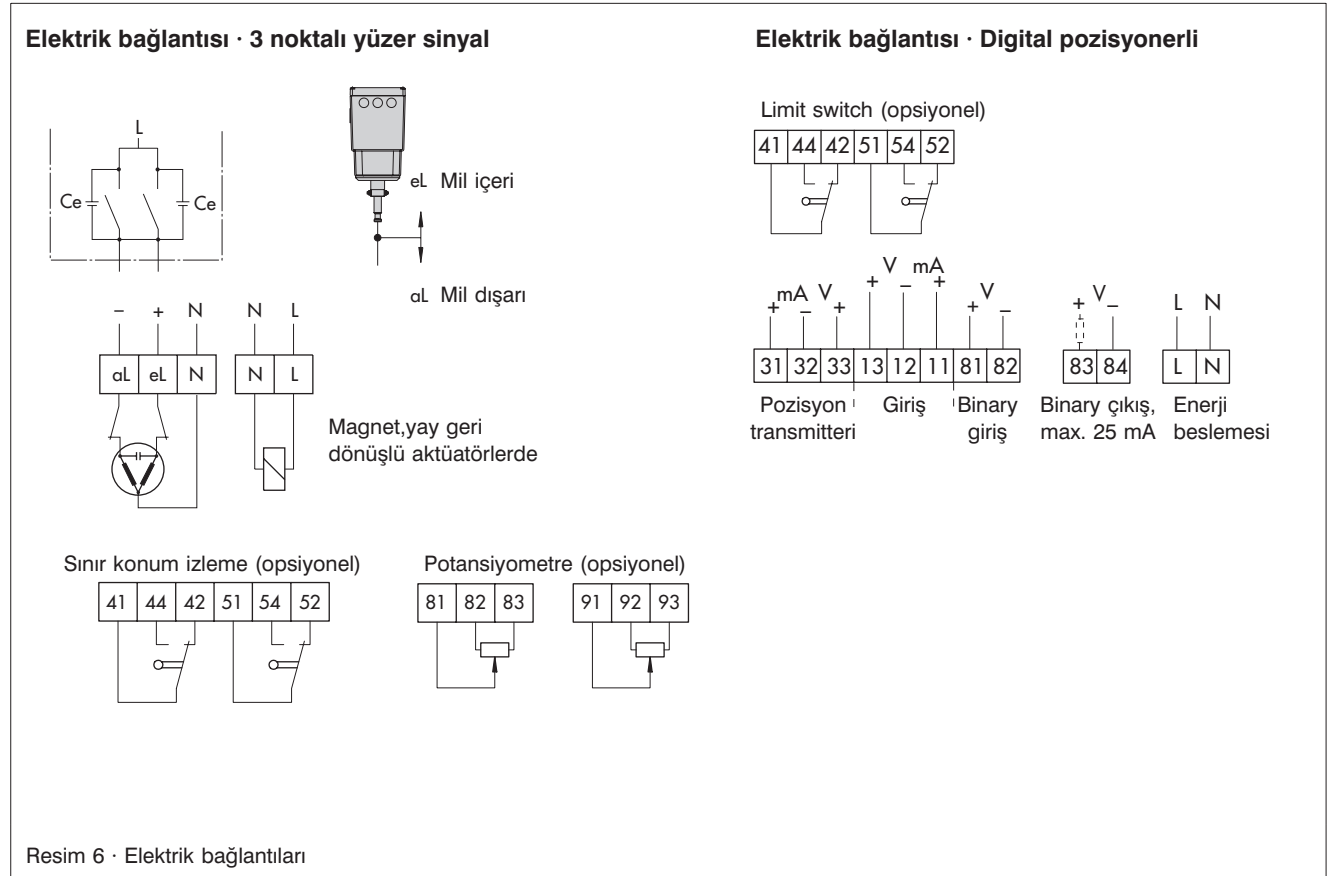 Elektrik bağlantısı · 3 noktalı yüzer sinyal
L
Ce
Ce
eL Mil içeri
aL Mil dışarı
– + N N L
aL eL N N L
Magnet,yay geri
dönüşlü aktüatörlerde
Sınır konum izleme (opsiyonel)
41 44 42 51 54 52
Potansiyometre (opsiyonel)
81 82 83 91 92 93
Elektrik bağlantısı · Digital pozisyonerli
Limit switch (opsiyonel)
41 44 42 51 54 52
+ mA – V + + V – mA + + V – + V – L N
31 32 33 13 12 11 81 82 83 84 L N
Pozisyon Giriş Binary Binary çıkış, Enerji
transmitteri giriş max. 25 mA beslemesi
Resim 6 · Elektrik bağlantıları